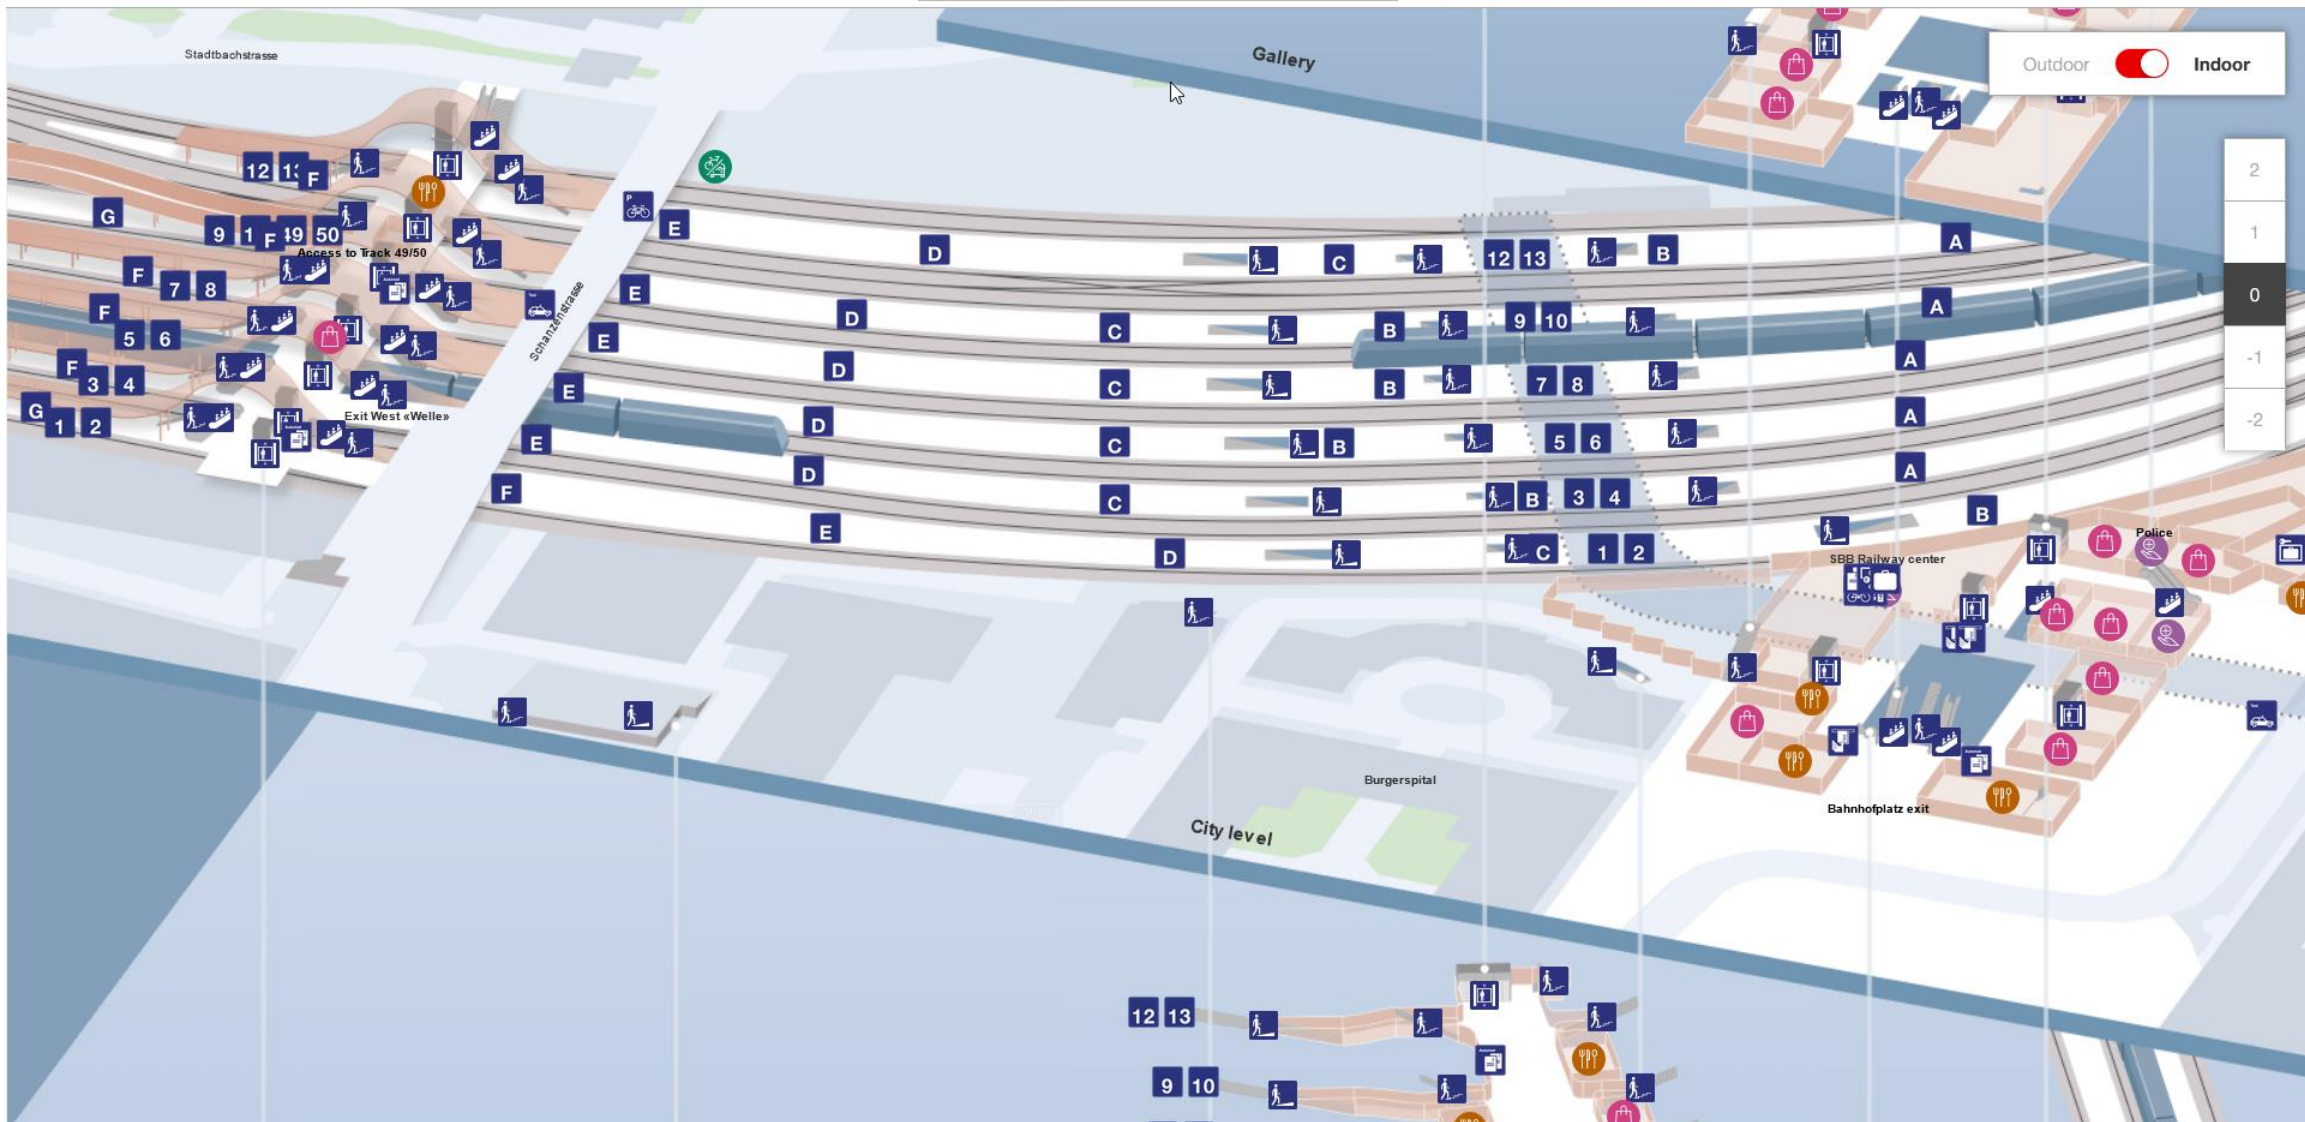 Stadtbachstrasse
Gallery
Outdoor
Indoor
2
1
0
-1
-2
12
F
G
9
49
50
F
Access to Track 49/50
F
7
8
F
5
6
F
3
4
G
1
2
Exit West «Welle»
Schanzenstrasse
P
Taxi
E
D
C
12
13
B
A
E
D
C
B
9
10
A
E
D
C
B
7
8
A
E
D
C
B
5
6
A
E
D
C
B
3
4
A
F
E
D
C
1
2
B
Police
SBB Railway center
Burgerspital
Bahnhofplatz exit
City level
12
13
9
10